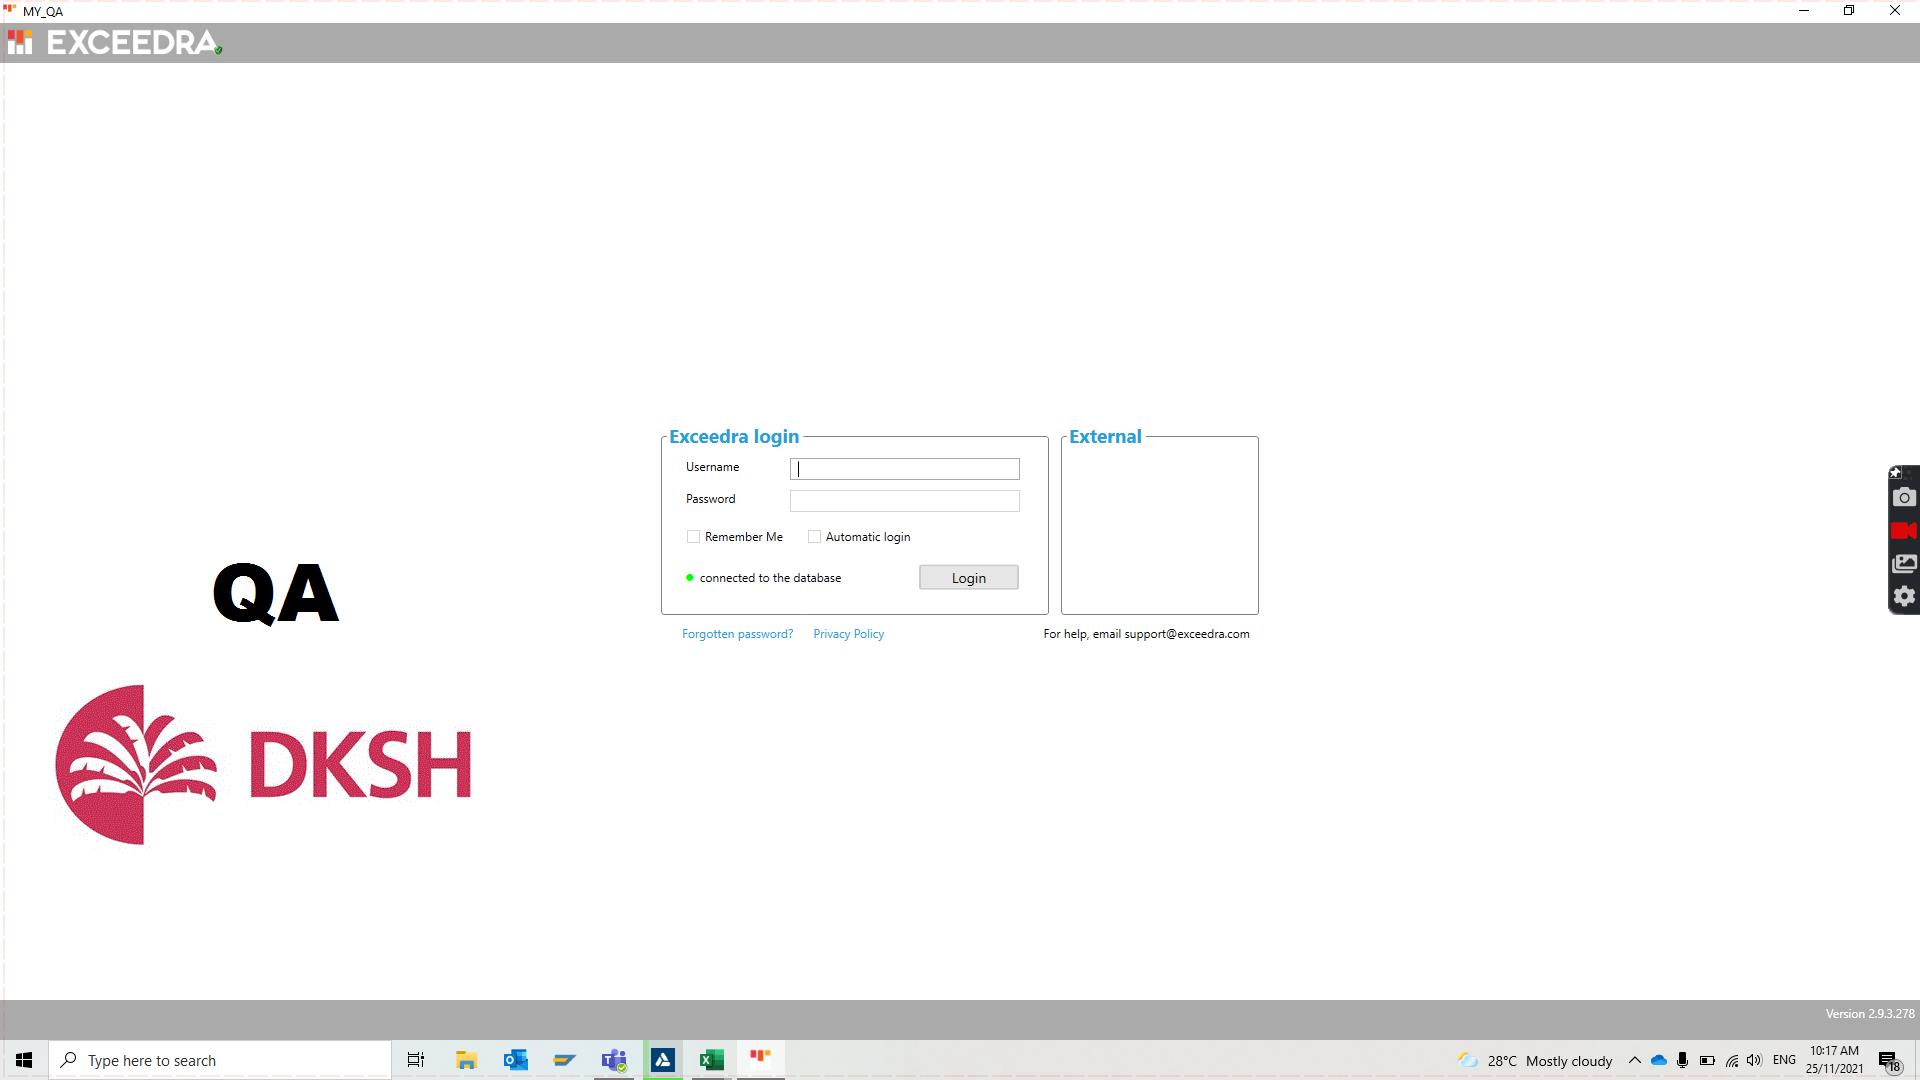 MY_QA
EXCEEDRA
Exceedra login
External
Username
Password
Remember Me
Automatic login
connected to the database
Login
Forgotten password?
Privacy Policy
For help, email support@exceedra.com
QA
DKSH
Version 2.9.3.278
Type here to search
28°C Mostly cloudy
ENG
10:17 AM
25/11/2021
18